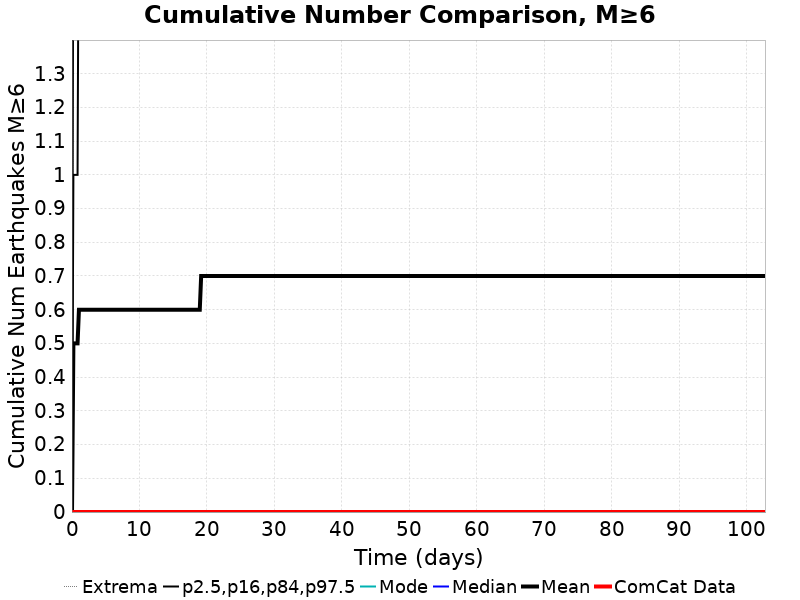 Cumulative Number Comparison, M≥6
Cumulative Num Earthquakes M≥6
1.3
1.2
1.1
1
0.9
0.8
0.7
0.6
0.5
0.4
0.3
0.2
0.1
0
0 10 20 30 40 50 60 70 80 90 100
Time (days)
Extrema p2.5,p16,p84,p97.5 Mode Median Mean ComCat Data